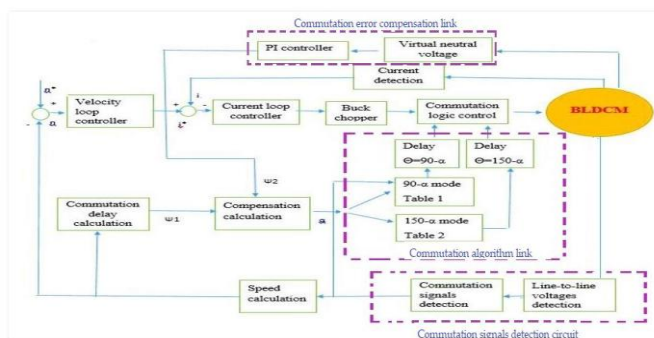 Commutation error compensation link
PI controller
Virtual neutral
voltage
Current
detection
Velocity
loop
controller
Current loop
controller
Buck
chopper
Commutation
logic control
BLDCM
Delay
Θ=90-α
Delay
Θ=150-α
90-α mode
Table 1
150-α mode
Table 2
Commutation algorithm link
Commutation
delay
calculation
Ψ1
Ψ2
Compensation
calculation
α
Speed
calculation
Commutation
signals
detection
Line-to-line
voltages
detection
Commutation signals detection circuit